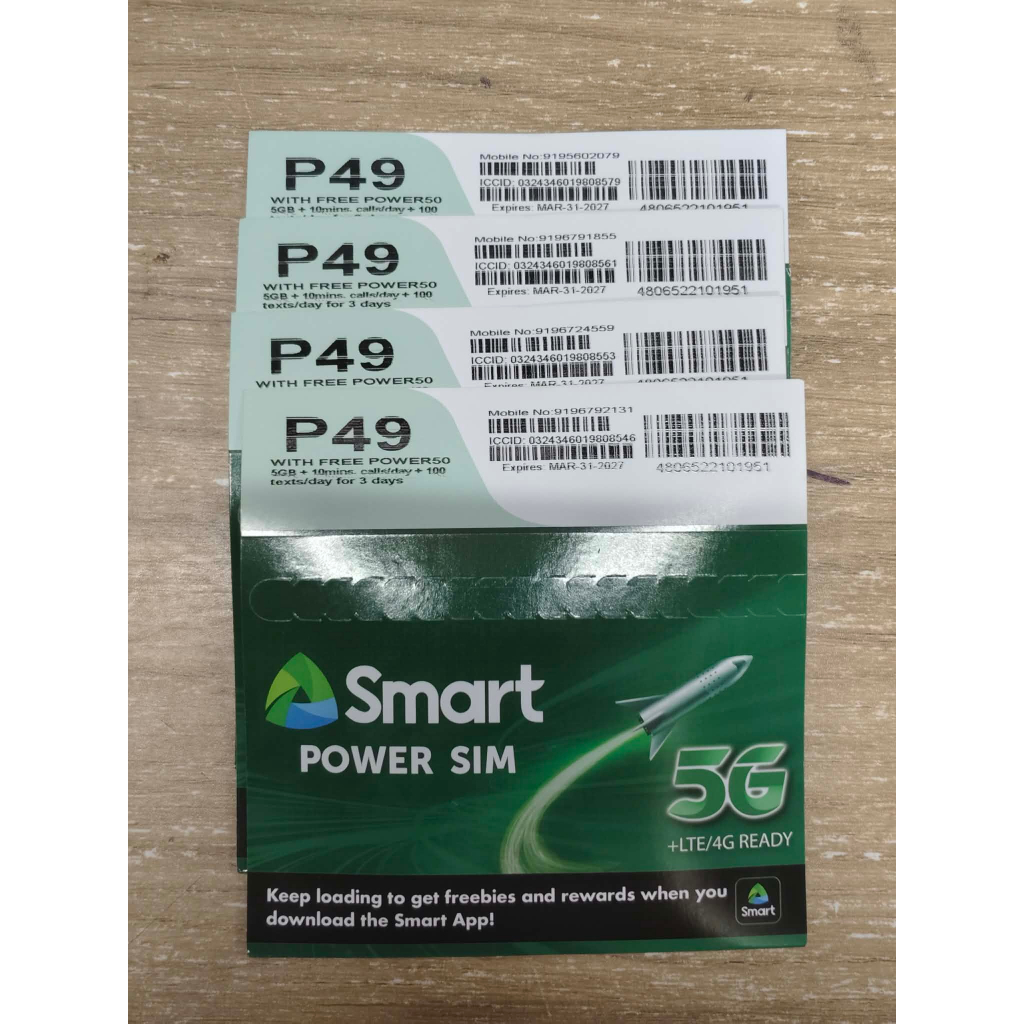 P49
WITH FREE POWER50
5GB + 10mins. calls/day + 100
Mobile No:9195602079
ICCID: 0324346019808579
Expires: MAR-31-2027
4806522101951
P49
WITH FREE POWER50
5GB + 10mins. calls/day + 100
texts/day for 3 days
Mobile No:9196791855
ICCID: 0324346019808561
Expires: MAR-31-2027
4806522101951
P49
WITH FREE POWER50
Mobile No:9196724559
ICCID: 0324346019808553
Expires: MAR-31-2027
4806522101951
P49
WITH FREE POWER50
5GB + 10mins. calls/day + 100
texts/day for 3 days
Mobile No:9196792131
ICCID: 0324346019808546
Expires: MAR-31-2027
4806522101951
Smart
POWER SIM
5G
+LTE/4G READY
Keep loading to get freebies and rewards when you
download the Smart App!
Smart